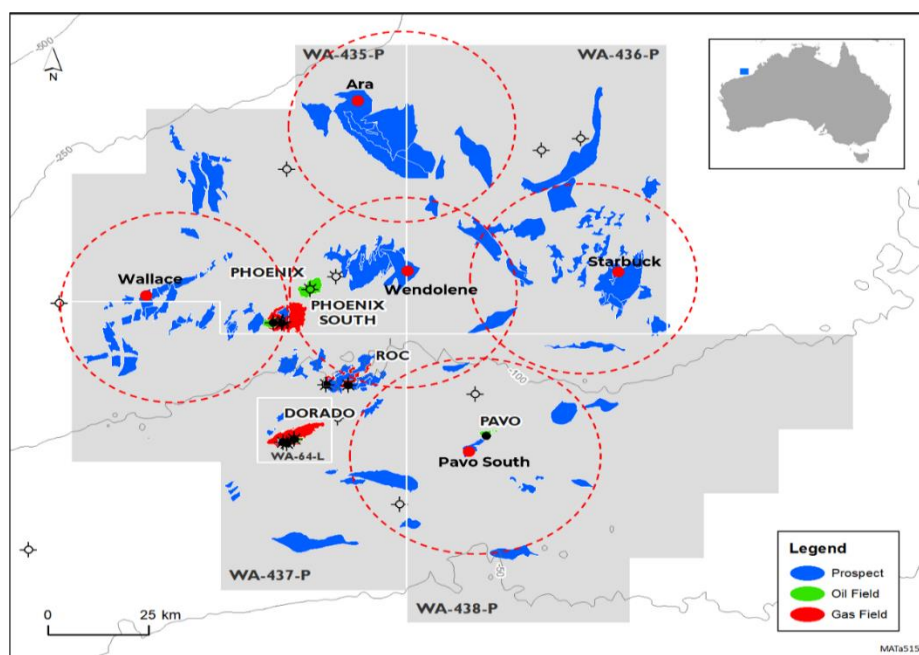 -500
WA-435-P
WA-436-P
N
Ara
-250
Wallace
PHOENIX
Starbuck
Wendolene
PHOENIX
SOUTH
ROC
-100
DORADO
PAVO
WA-64-L
Pavo South
-50
WA-437-P
WA-438-P
0 25 km
Legend
Prospect
Oil Field
Gas Field
MATa515